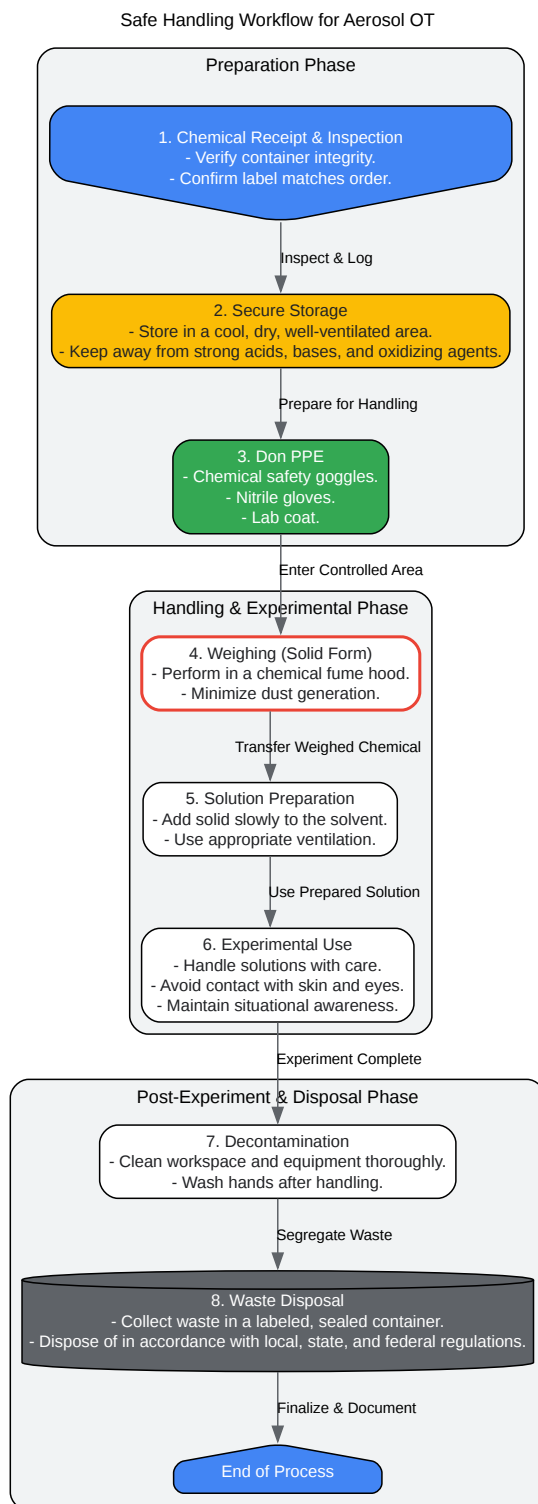 Safe Handling Workflow for Aerosol OT
Preparation Phase
1. Chemical Receipt & Inspection
- Verify container integrity.
- Confirm label matches order.
Inspect & Log
2. Secure Storage
- Store in a cool, dry, well-ventilated area.
- Keep away from strong acids, bases, and oxidizing agents.
Prepare for Handling
3. Don PPE
- Chemical safety goggles.
- Nitrile gloves.
- Lab coat.
Enter Controlled Area
Handling & Experimental Phase
4. Weighing (Solid Form)
- Perform in a chemical fume hood.
- Minimize dust generation.
Transfer Weighed Chemical
5. Solution Preparation
- Add solid slowly to the solvent.
- Use appropriate ventilation.
Use Prepared Solution
6. Experimental Use
- Handle solutions with care.
- Avoid contact with skin and eyes.
- Maintain situational awareness.
Experiment Complete
Post-Experiment & Disposal Phase
7. Decontamination
- Clean workspace and equipment thoroughly.
- Wash hands after handling.
Segregate Waste
8. Waste Disposal
- Collect waste in a labeled, sealed container.
- Dispose of in accordance with local, state, and federal regulations.
Finalize & Document
End of Process